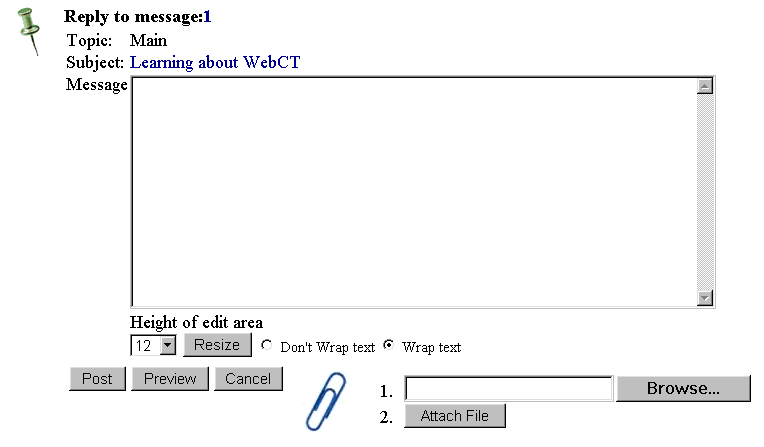 Reply to message:1
Topic: Main
Subject: Learning about WebCT
Message
Height of edit area
12 Resize Don't Wrap text Wrap text
Post Preview Cancel
1. Browse...
2. Attach File